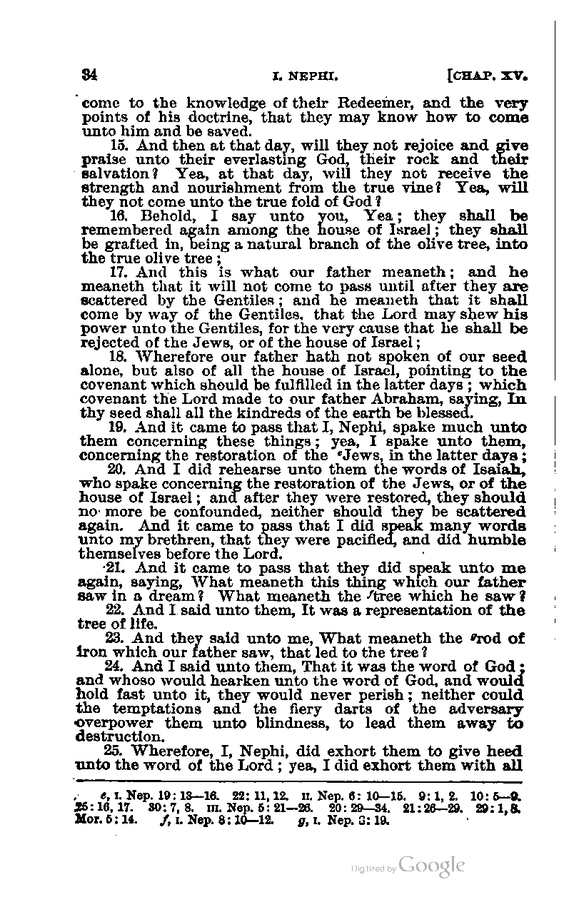 34 I. NEPHI. [CHAP. XV.
come to the knowledge of their Redeemer, and the very
points of his doctrine, that they may know how to come
unto him and be saved.
15. And then at that day, will they not rejoice and give
praise unto their everlasting God, their rock and their
salvation? Yea, at that day, will they not receive the
strength and nourishment from the true vine? Yea, will
they not come unto the true fold of God?
16. Behold, I say unto you, Yea; they shall be
remembered again among the house of Israel; they shall
be grafted in, being a natural branch of the olive tree, into
the true olive tree;
17. And this is what our father meaneth; and he
meaneth that it will not come to pass until after they are
scattered by the Gentiles; and he meaneth that it shall
come by way of the Gentiles, that the Lord may shew his
power unto the Gentiles, for the very cause that he shall be
rejected of the Jews, or of the house of Israel;
18. Wherefore our father hath not spoken of our seed
alone, but also of all the house of Israel, pointing to the
covenant which should be fulfilled in the latter days; which
covenant the Lord made to our father Abraham, saying, In
thy seed shall all the kindreds of the earth be blessed.
19. And it came to pass that I, Nephi, spake much unto
them concerning these things; yea, I spake unto them,
concerning the restoration of the eJews, in the latter days;
20. And I did rehearse unto them the words of Isaiah,
who spake concerning the restoration of the Jews, or of the
house of Israel; and after they were restored, they should
no more be confounded, neither should they be scattered
again. And it came to pass that I did speak many words
unto my brethren, that they were pacified, and did humble
themselves before the Lord.
21. And it came to pass that they did speak unto me
again, saying, What meaneth this thing which our father
saw in a dream? What meaneth the ftree which he saw?
22. And I said unto them, It was a representation of the
tree of life.
23. And they said unto me, What meaneth the grod of
iron which our father saw, that led to the tree?
24. And I said unto them, That it was the word of God;
and whoso would hearken unto the word of God, and would
hold fast unto it, they would never perish; neither could
the temptations and the fiery darts of the adversary
overpower them unto blindness, to lead them away to
destruction.
25. Wherefore, I, Nephi, did exhort them to give heed
unto the word of the Lord; yea, I did exhort them with all
e, I. Nep. 19: 13—16. 22: 11, 12. II. Nep. 6: 10—15. 9: 1, 2. 10: 5—9.
25: 16, 17. 30: 7, 8. III. Nep. 5: 21—26. 20: 29—34. 21: 26—29. 29: 1, 8.
Mor. 5: 14. f, I. Nep. 8: 10—12. g, I. Nep. 8: 19.
Digitized by Google